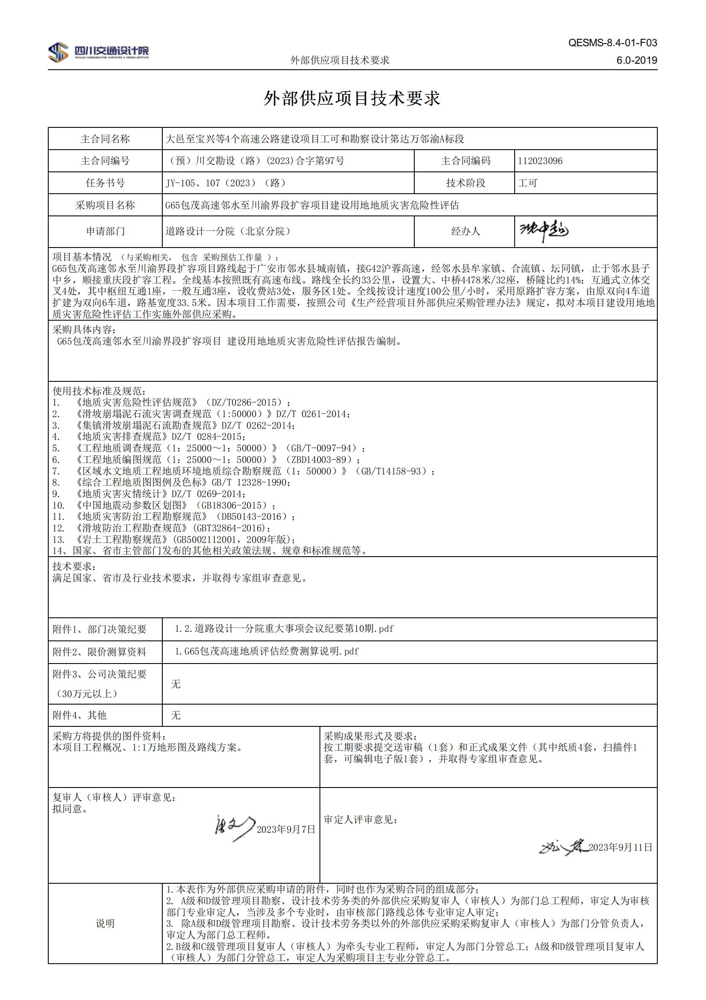 四川交通设计院
SICHUAN COMMUNICATION SURVEYING & DESIGN INSTITUTE
QESMS-8.4-01-F03
外部供应项目技术要求
6.0-2019
外部供应项目技术要求
主合同名称 大邑至宝兴等4个高速公路建设项目工可和勘察设计第达万邻渝A标段
主合同编号 （预）川交勘设（路）(2023)合字第97号 主合同编码 112023096
任务书号 JY-105、107（2023）（路） 技术阶段 工可
采购项目名称 G65包茂高速邻水至川渝界段扩容项目建设用地地质灾害危险性评估
申请部门 道路设计一分院（北京分院） 经办人
项目基本情况 （与采购相关， 包含 采购预估工作量 ）：
G65包茂高速邻水至川渝界段扩容项目路线起于广安市邻水县城南镇，接G42沪蓉高速，经邻水县牟家镇、合流镇、坛同镇，止于邻水县子
中乡，顺接重庆段扩容工程。全线基本按照既有高速布线。路线全长约33公里，设置大、中桥4478米/32座，桥隧比约14%；互通式立体交
叉4处，其中枢纽互通1座，一般互通3座，设收费站3处，服务区1处。全线按设计速度100公里/小时，采用原路扩容方案，由原双向4车道
扩建为双向6车道，路基宽度33.5米。因本项目工作需要，按照公司《生产经营项目外部供应采购管理办法》规定，拟对本项目建设用地地
质灾害危险性评估工作实施外部供应采购。
采购具体内容：
G65包茂高速邻水至川渝界段扩容项目 建设用地地质灾害危险性评估报告编制。
使用技术标准及规范：
1. 《地质灾害危险性评估规范》（DZ/T0286-2015）；
2. 《滑坡崩塌泥石流灾害调查规范（1:50000）》DZ/T 0261-2014；
3. 《集镇滑坡崩塌泥石流勘查规范》DZ/T 0262-2014；
4. 《地质灾害排查规范》DZ/T 0284-2015；
5. 《工程地质调查规范（1：25000～1：50000）》（GB/T-0097-94）；
6. 《工程地质编图规范（1：25000～1：50000）》（ZBD14003-89）；
7. 《区域水文地质工程地质环境地质综合勘察规范（1：50000）》（GB/T14158-93）；
8. 《综合工程地质图图例及色标》GB/T 12328-1990；
9. 《地质灾害灾情统计》DZ/T 0269-2014；
10. 《中国地震动参数区划图》（GB18306-2015）；
11. 《地质灾害防治工程勘察规范》（DB50143-2016）；
12. 《滑坡防治工程勘查规范》(GBT32864-2016)；
13. 《岩土工程勘察规范》(GB5002112001，2009年版)；
14、国家、省市主管部门发布的其他相关政策法规、规章和标准规范等。
技术要求：
满足国家、省市及行业技术要求，并取得专家组审查意见。
附件1、部门决策纪要 1.2.道路设计一分院重大事项会议纪要第10期.pdf
附件2、限价测算资料 1.G65包茂高速地质评估经费测算说明.pdf
附件3、公司决策纪要
（30万元以上） 无
附件4、其他 无
采购方将提供的图件资料：
本项目工程概况、1:1万地形图及路线方案。
采购成果形式及要求：
按工期要求提交送审稿（1套）和正式成果文件（其中纸质4套，扫描件1
套，可编辑电子版1套），并取得专家组审查意见。
复审人（审核人）评审意见：
拟同意。
2023年9月7日
审定人评审意见：
2023年9月11日
说明
1.本表作为外部供应采购申请的附件，同时也作为采购合同的组成部分；
2. A级和D级管理项目勘察、设计技术劳务类的外部供应采购复审人（审核人）为部门总工程师，审定人为审核
部门专业审定人，当涉及多个专业时，由审核部门路线总体专业审定人审定；
3. 除A级和D级管理项目勘察、设计技术劳务类以外的外部供应采购采购复审人（审核人）为部门分管负责人，
审定人为部门总工程师。
2.B级和C级管理项目复审人（审核人）为牵头专业工程师，审定人为部门分管总工；A级和D级管理项目复审人
（审核人）为部门分管总工，审定人为采购项目主专业分管总工。